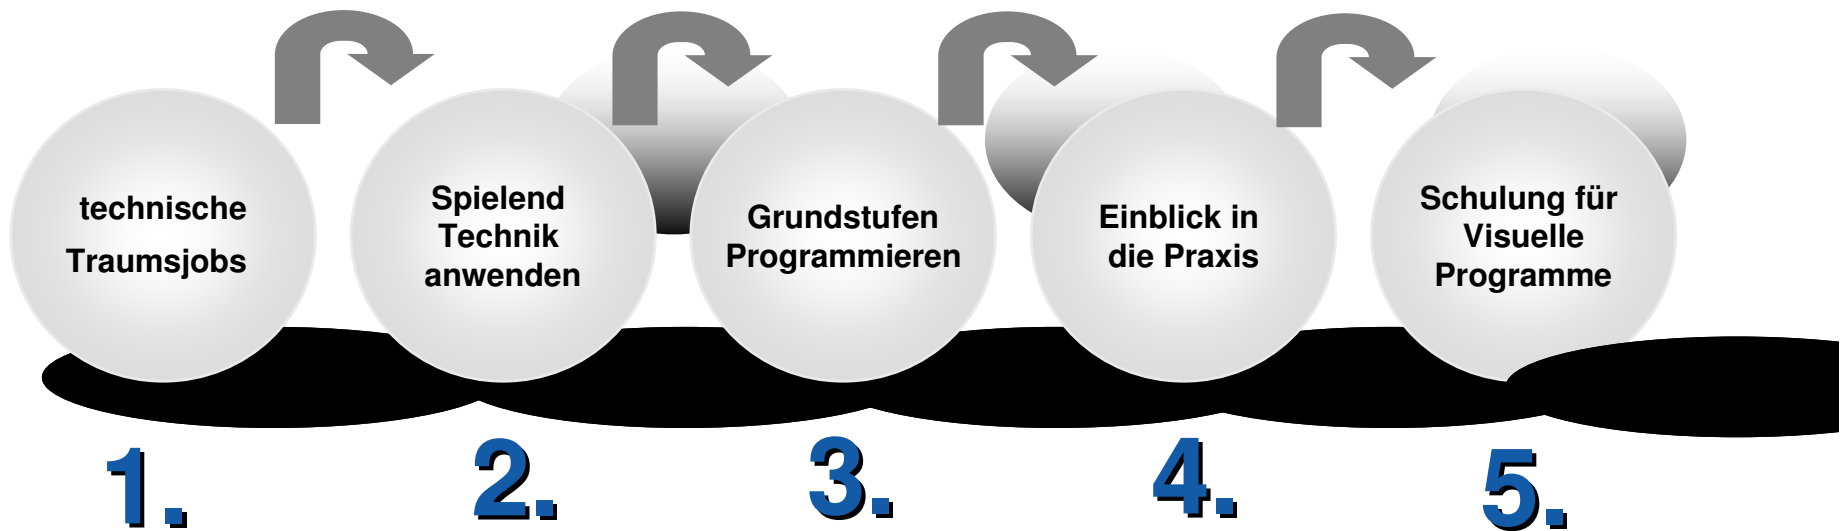 technische
Traumsjobs
Spielend
Technik
anwenden
Grundstufen
Programmieren
Einblick in
die Praxis
Schulung für
Visuelle
Programme
1.
2.
3.
4.
5.